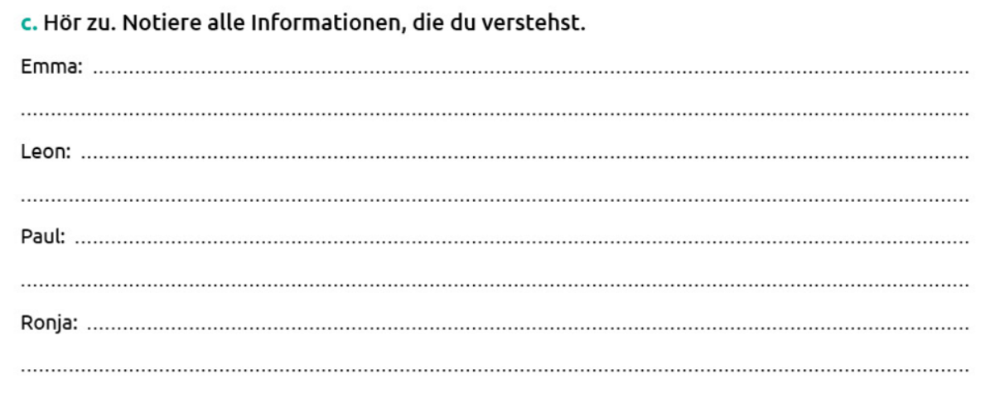 c. Hör zu. Notiere alle Informationen, die du verstehst.
Emma:
Leon:
Paul:
Ronja: